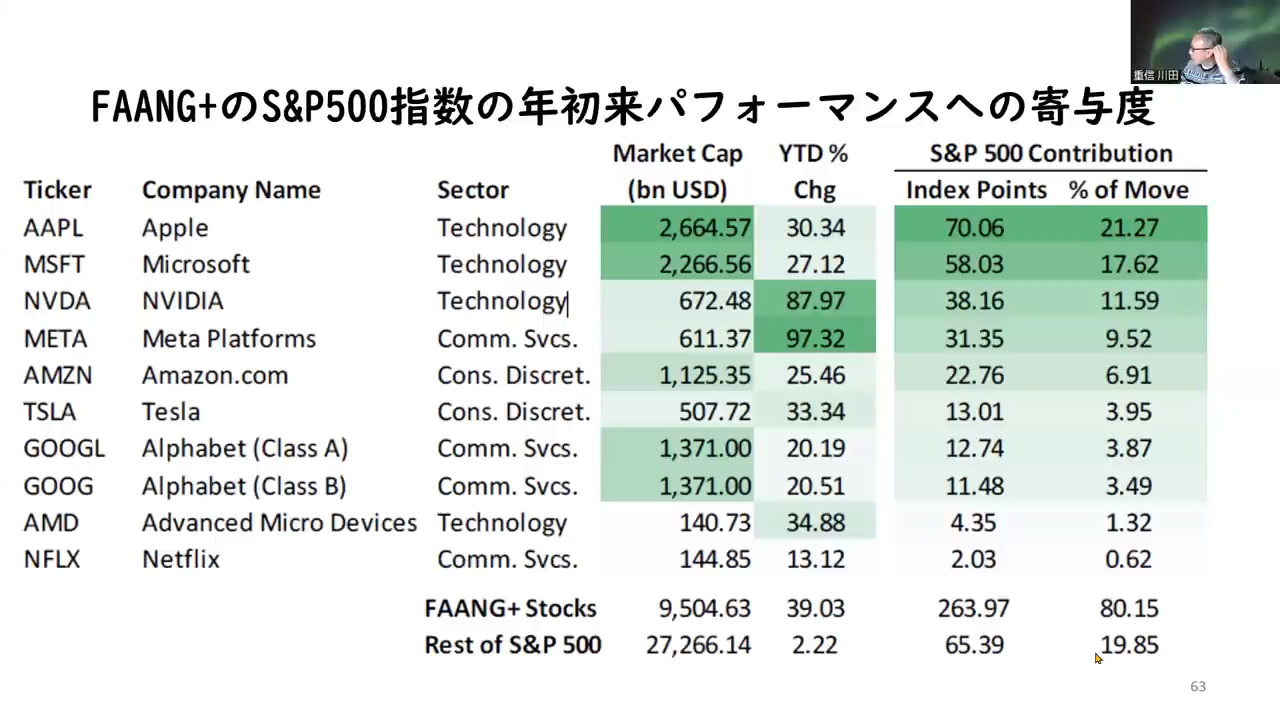 重信 川田
FAANG+のS&P500指数の年初来パフォーマンスへの寄与度
Market Cap YTD % S&P 500 Contribution
Ticker Company Name Sector (bn USD) Chg Index Points % of Move
AAPL Apple Technology 2,664.57 30.34 70.06 21.27
MSFT Microsoft Technology 2,266.56 27.12 58.03 17.62
NVDA NVIDIA Technology 672.48 87.97 38.16 11.59
META Meta Platforms Comm. Svcs. 611.37 97.32 31.35 9.52
AMZN Amazon.com Cons. Discret. 1,125.35 25.46 22.76 6.91
TSLA Tesla Cons. Discret. 507.72 33.34 13.01 3.95
GOOGL Alphabet (Class A) Comm. Svcs. 1,371.00 20.19 12.74 3.87
GOOG Alphabet (Class B) Comm. Svcs. 1,371.00 20.51 11.48 3.49
AMD Advanced Micro Devices Technology 140.73 34.88 4.35 1.32
NFLX Netflix Comm. Svcs. 144.85 13.12 2.03 0.62
FAANG+ Stocks 9,504.63 39.03 263.97 80.15
Rest of S&P 500 27,266.14 2.22 65.39 19.85
63